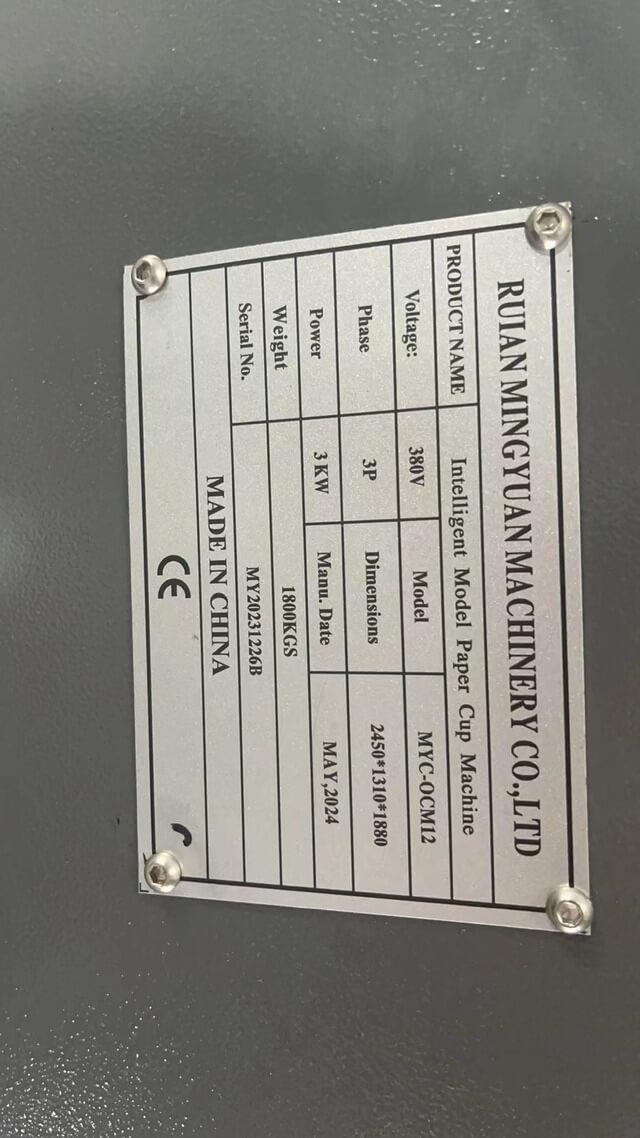 RUIAN MINGYUAN MACHINERY CO.,LTD
PRODUCT NAME Intelligent Model Paper Cup Machine
Voltage: 380V Model MYC-OCM12
Phase 3P Dimensions 2450*1310*1880
Power 3 KW Manu. Date MAY,2024
Weight 1800KGS
Serial No. MY20231226B
MADE IN CHINA
CE